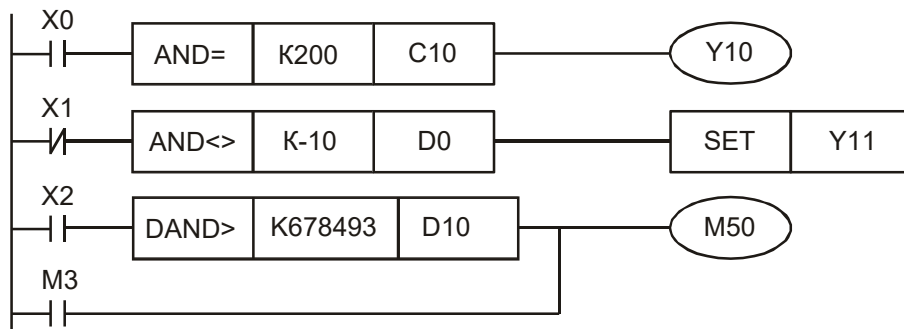 X0
AND= K200 C10 Y10
X1
AND<> K-10 D0 SET Y11
X2
DAND> K678493 D10 M50
M3